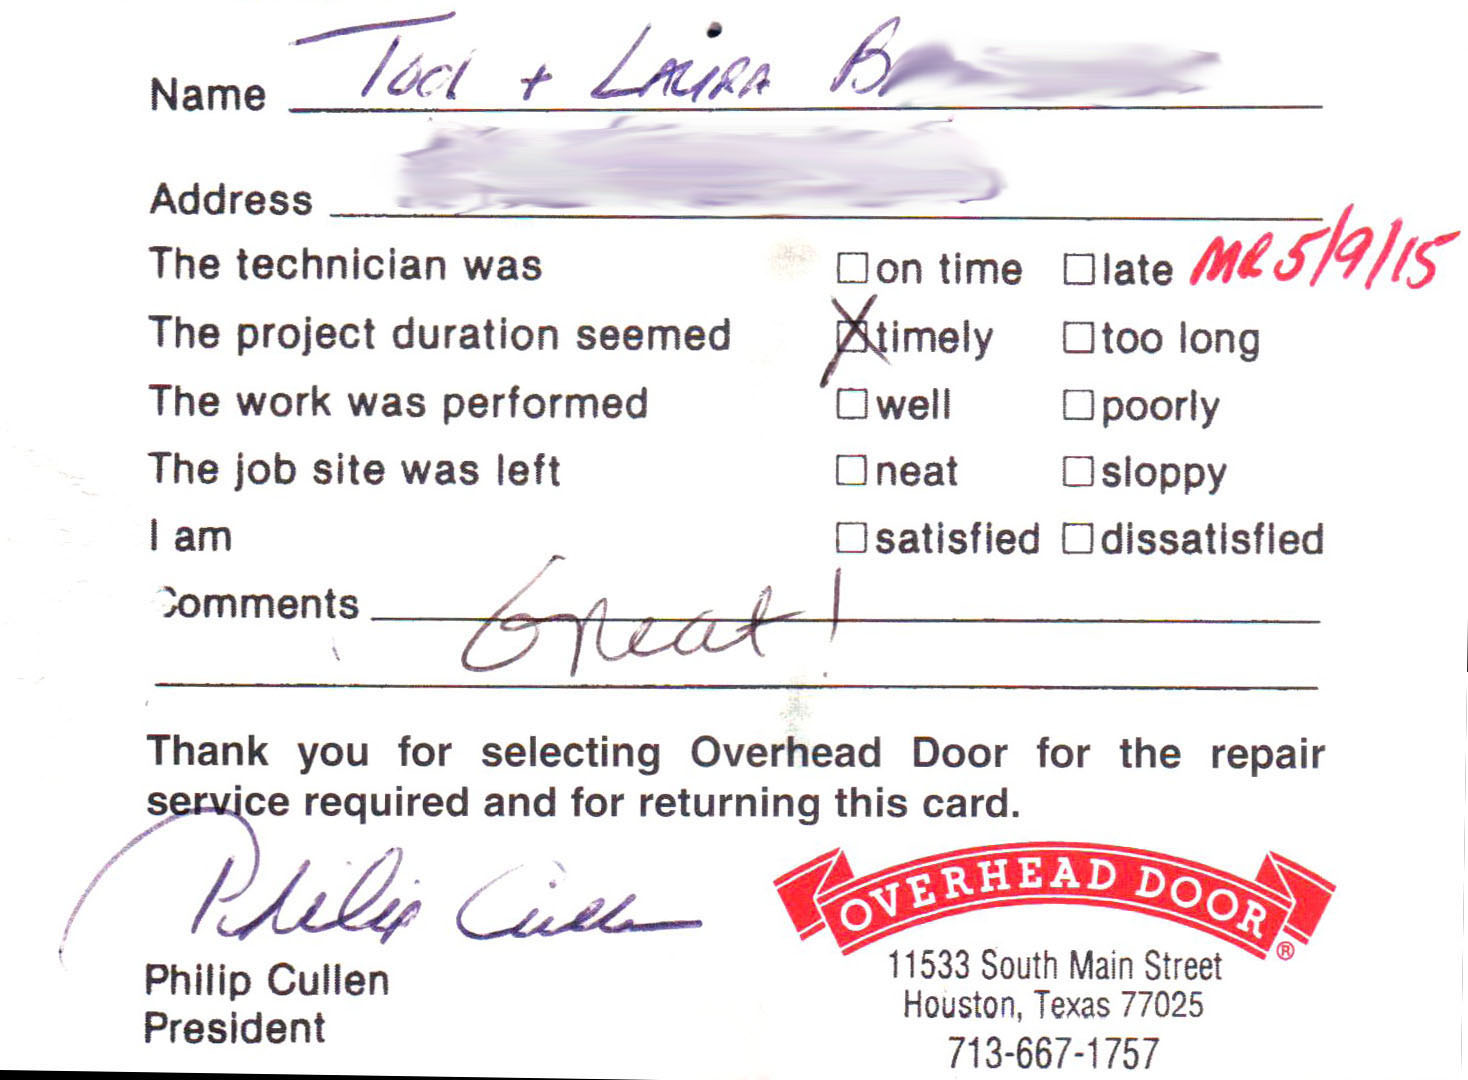 Name Tod + LAURA B
Address
The technician was ☐ on time ☐ late MR 5/9/15
The project duration seemed ☒ timely ☐ too long
The work was performed ☐ well ☐ poorly
The job site was left ☐ neat ☐ sloppy
I am ☐ satisfied ☐ dissatisfied
Comments Great!
Thank you for selecting Overhead Door for the repair
service required and for returning this card.
Philip Cullen
Philip Cullen
President
OVERHEAD DOOR®
11533 South Main Street
Houston, Texas 77025
713-667-1757